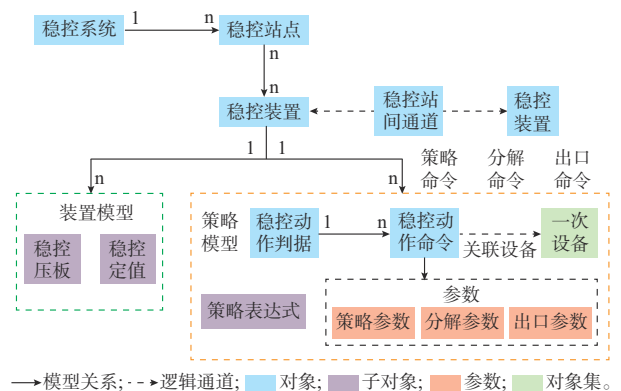 稳控系统
1
n
稳控站点
n
n
稳控装置
稳控站
间通道
稳控
装置
1
1
n
n
策略
命令
分解
命令
出口
命令
装置模型
稳控
压板
稳控
定值
策略
模型
稳控动
作判据
1
n
稳控动
作命令
关联设备
一次
设备
策略表达式
参数
策略参数
分解参数
出口参数
模型关系; 逻辑通道; 对象; 子对象; 参数; 对象集。